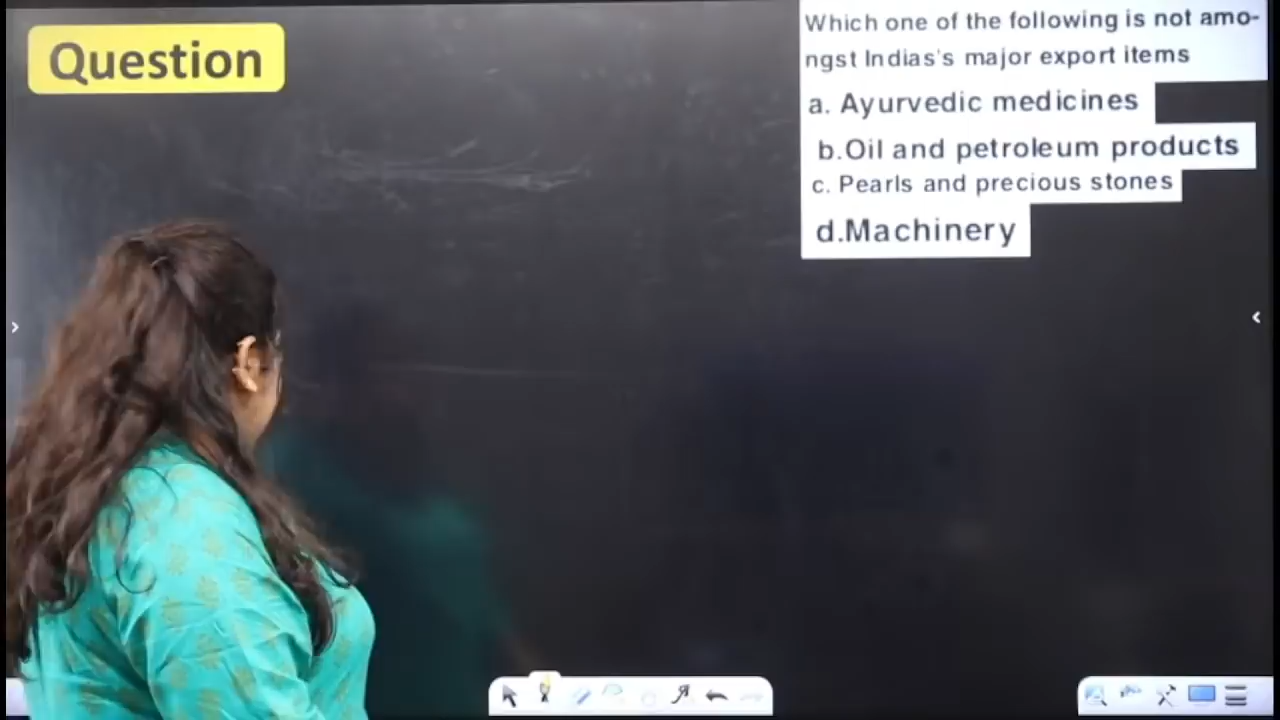 Question
Which one of the following is not amo-
ngst Indias's major export items
a. Ayurvedic medicines
b.Oil and petroleum products
c. Pearls and precious stones
d.Machinery